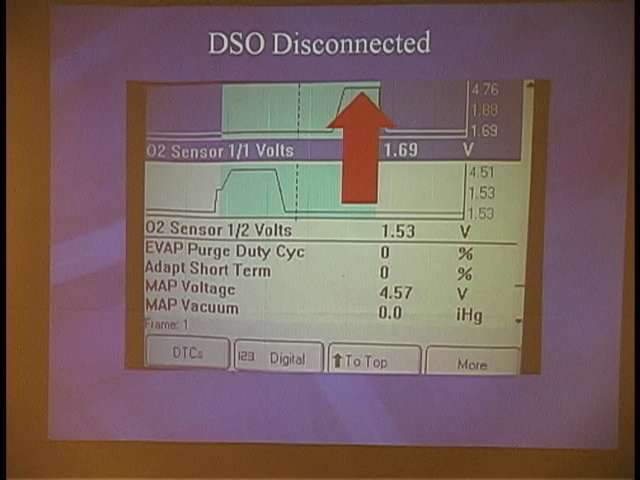 DSO Disconnected
4.76
1.88
1.69
O2 Sensor 1/1 Volts 1.69 V
4.51
1.53
1.53
O2 Sensor 1/2 Volts 1.53 V
EVAP Purge Duty Cyc 0 %
Adapt Short Term 0 %
MAP Voltage 4.57 V
MAP Vacuum 0.0 iHg
Frame: 1
DTCs 123 Digital To Top More